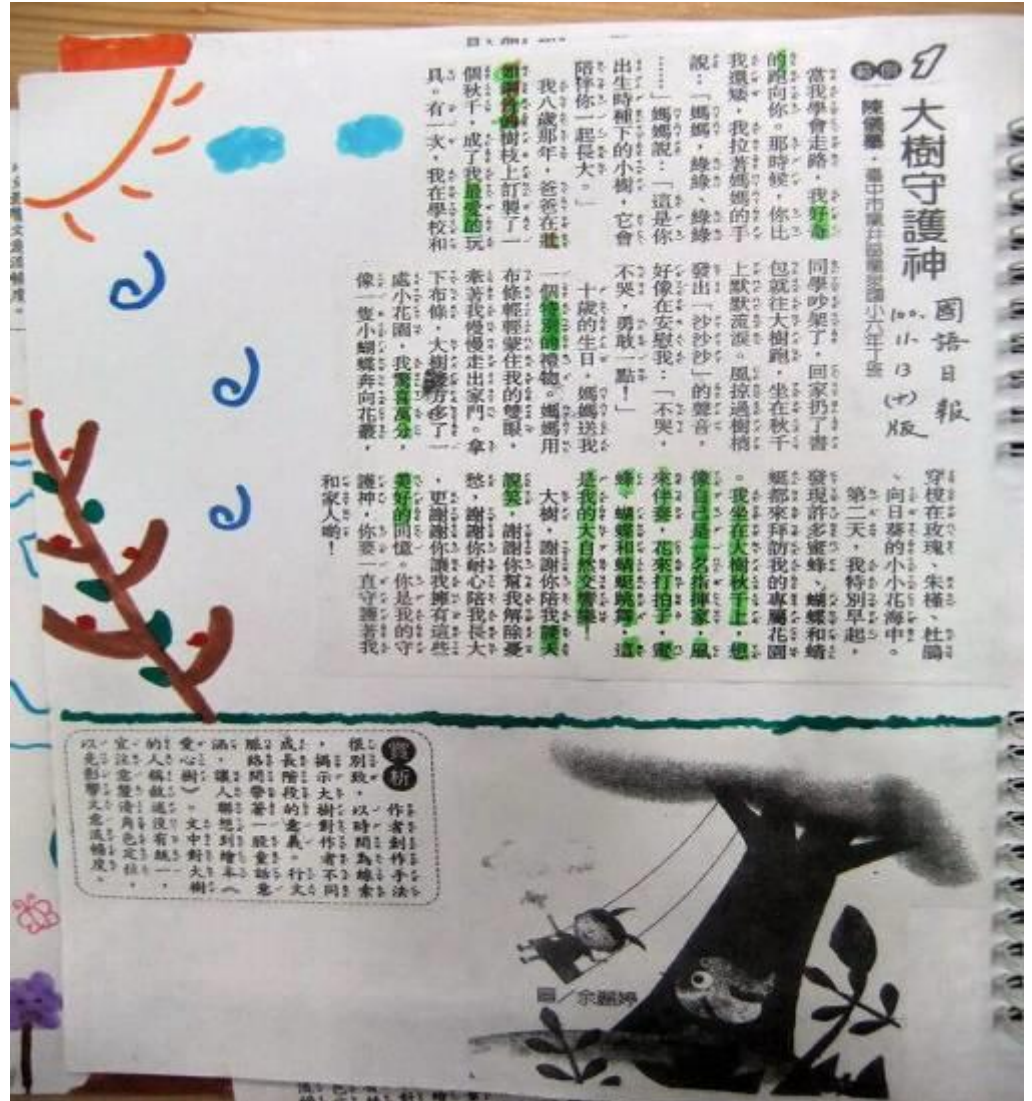 1
大樹守護神
範例
陳儀
臺中市龍井區龍
國小六年丁班
國語日報
100.11.13(十)版
當我學會走路,我好奇
的跑向你。那時候,你比
我還矮,我拉著媽媽的手
說:「媽媽,綠綠、綠綠
……」媽媽說:「這是你
出生時種下的小樹,它會
陪伴你一起長大。」
我八歲那年,爸爸在壯
樹枝上訂製了一
個秋千,成了我最愛的玩
具。有一次,我在學校和
同學吵架了,回家扔了書
包就往大樹跑,坐在秋千
上默默流淚。風掠過樹梢
發出「沙沙沙」的聲音,
好像在安慰我:「不哭,
不哭,勇敢一點!」
十歲的生日,媽媽送我
一個特別的禮物。媽媽用
布條輕輕蒙住我的雙眼,
牽著我慢慢走出家門。拿
下布條,大樹後方多了一
處小花園,我驚喜萬分,
像一隻小蝴蝶奔向花叢,
穿梭在玫瑰、朱槿、杜鵑
、向日葵的小小花海中。
第二天,我特別早起,
發現許多蜜蜂、蝴蝶和蜻
蜓都來拜訪我的專屬花園
。我坐在大樹秋千上,想
像自己是一名指揮家,風
來伴奏,花來打拍子,蜜
蜂、蝴蝶和蜻蜓跳舞,這
是我的大自然交響樂!
大樹,謝謝你陪我談天
說笑,謝謝你幫我解除憂
愁,謝謝你耐心陪我長大
,更謝謝你讓我擁有這些
美好的回憶。你是我的守
護神,你要一直守護著我
和家人喲!
賞析
作者創作手法
很別致,以時間為線索
,揭示大樹對作者不同
成長階段的意義。行文
脈絡間帶著一股童話意
涵,讓人聯想到繪本《
愛心樹》。文中對大樹
的人稱敘述沒有統一,
宜注意釐清角色定位,
以免影響文意流暢度。
圖/余麗婷